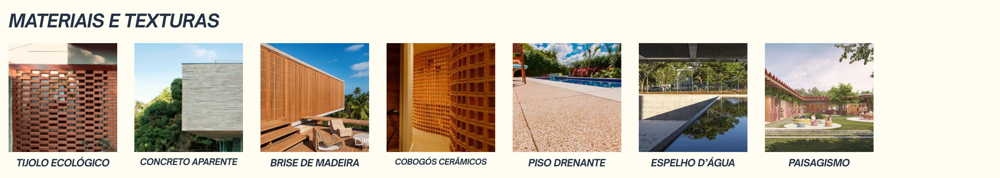 MATERIAIS E TEXTURAS
TIJOLO ECOLÓGICO
CONCRETO APARENTE
BRISE DE MADEIRA
COBOGÓS CERÂMICOS
PISO DRENANTE
ESPELHO D’ÁGUA
PAISAGISMO